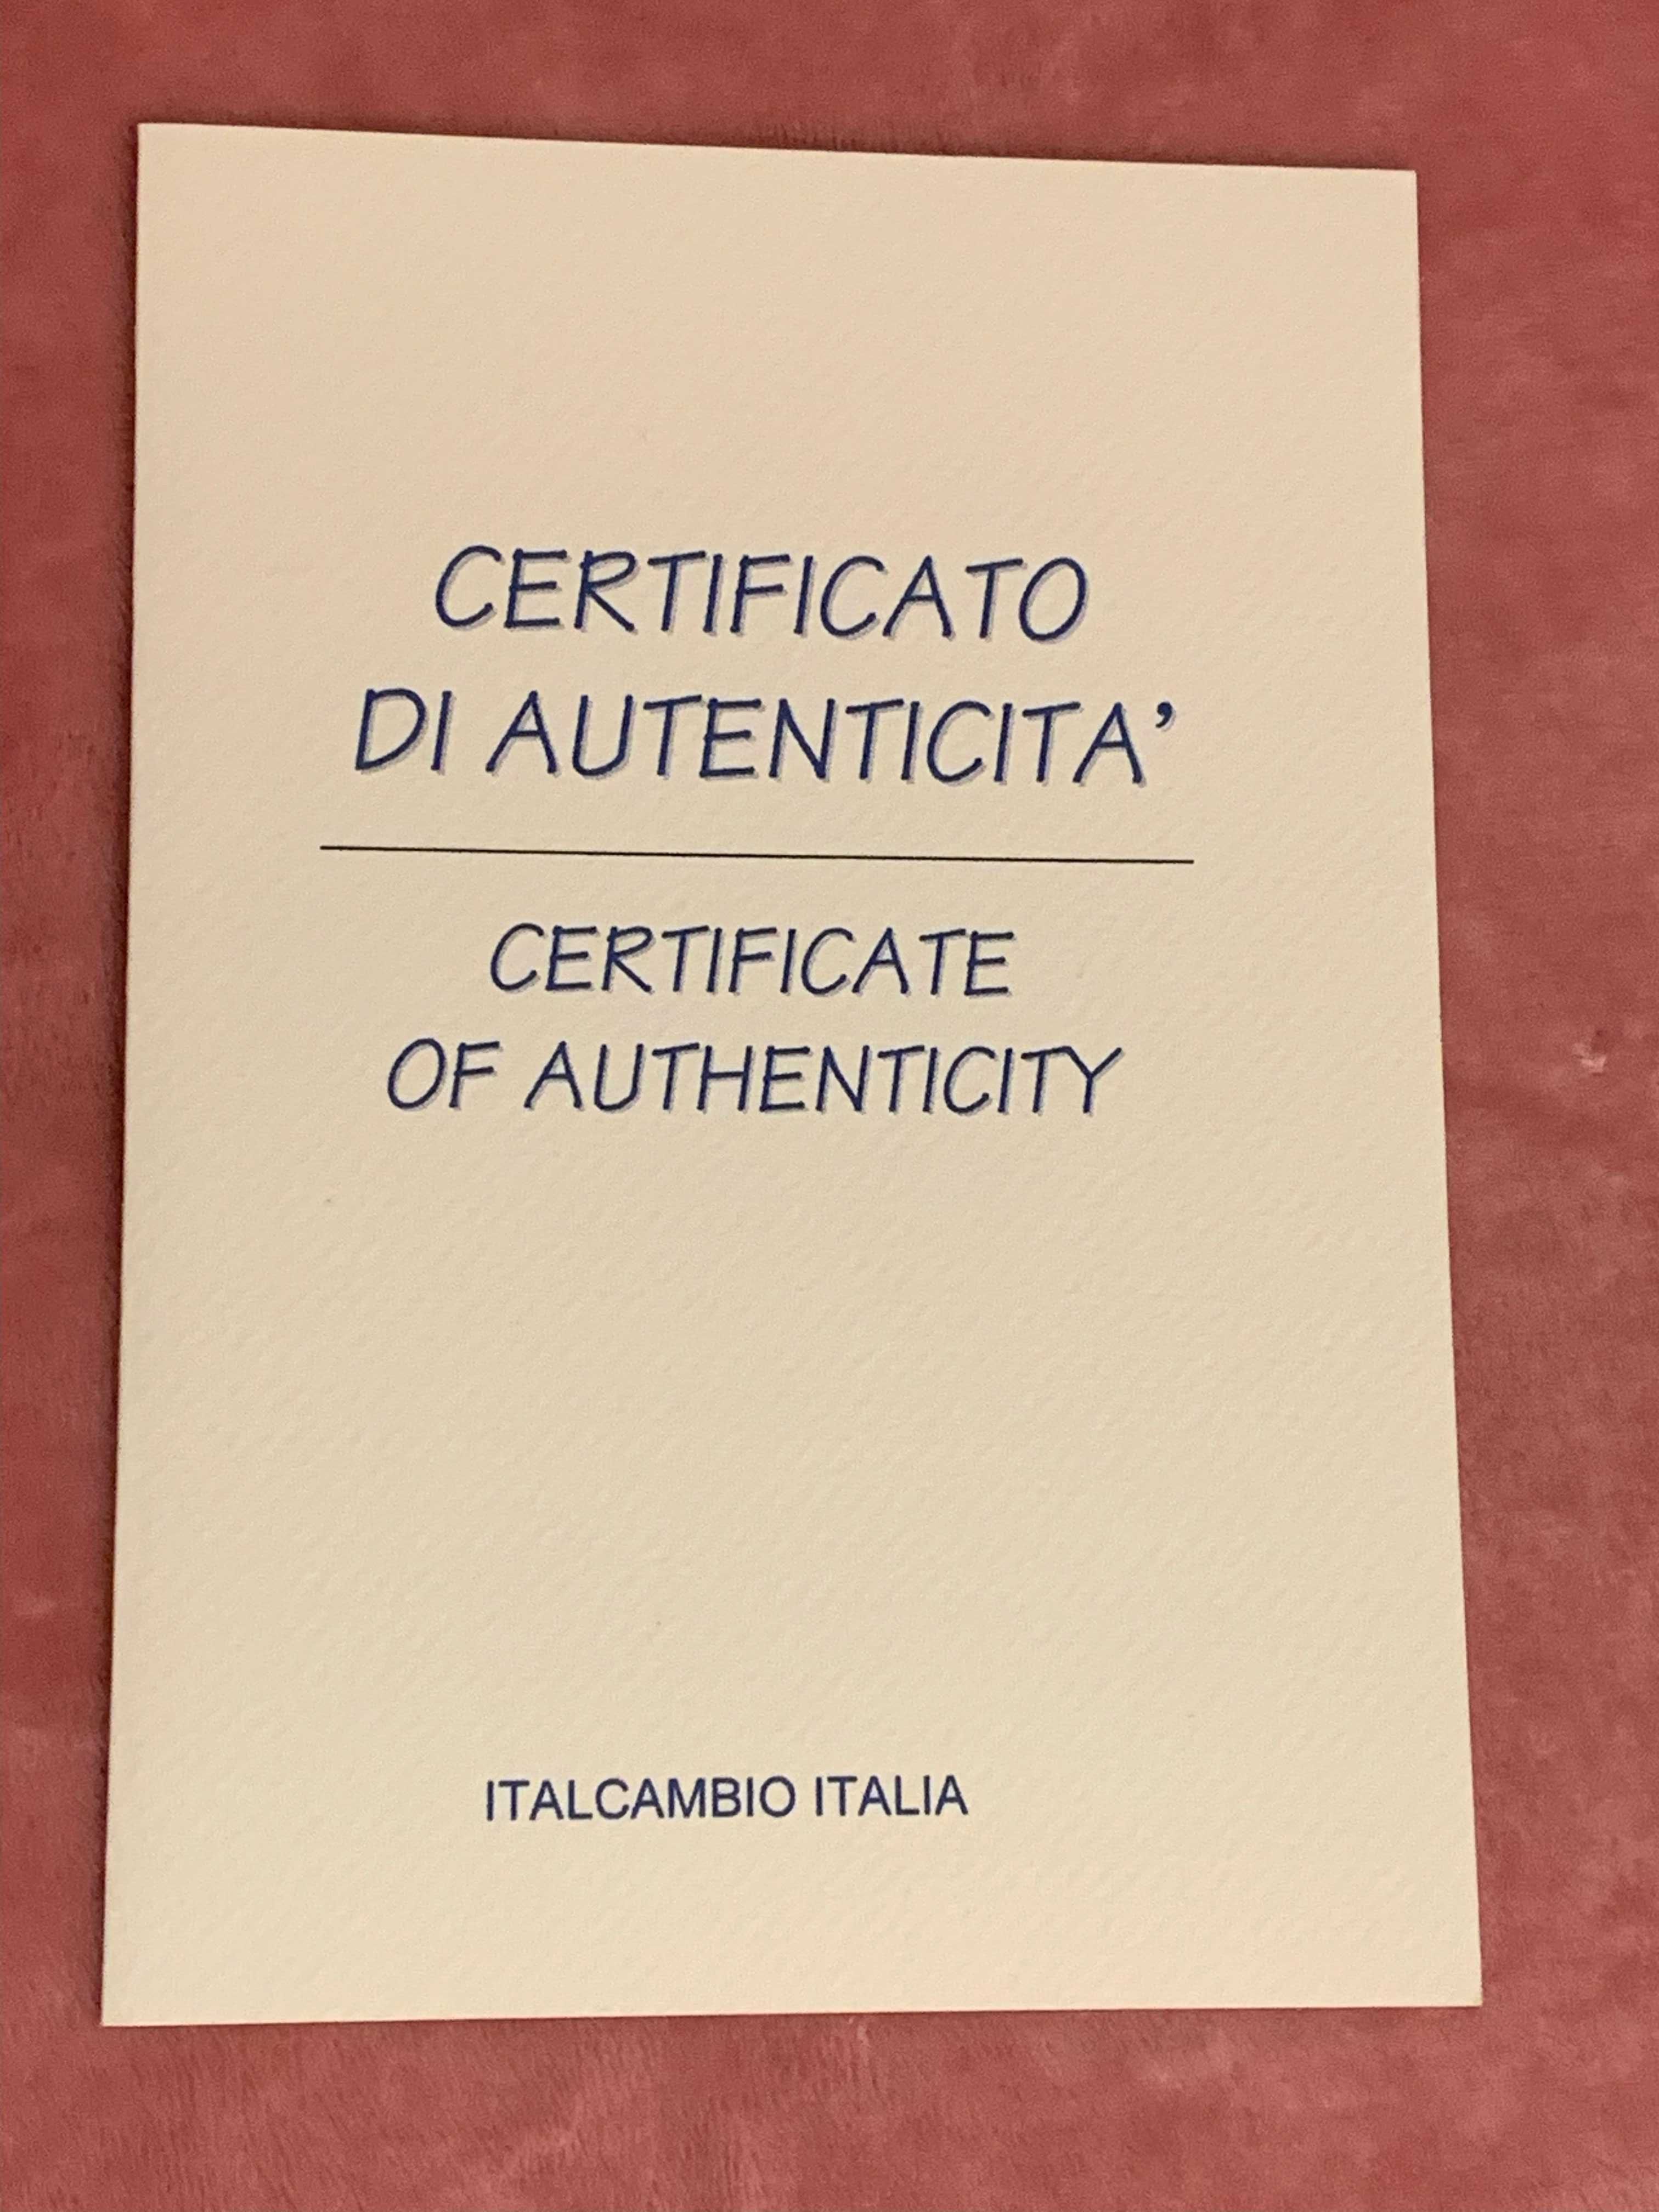 CERTIFICATO
DI AUTENTICITA’
CERTIFICATE
OF AUTHENTICITY
ITALCAMBIO ITALIA